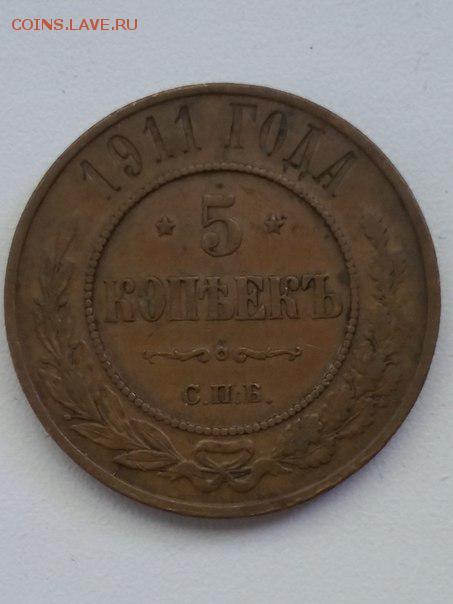 COINS.LAVE.RU
1911 ГОДА
5
КОПѢЕКЪ
С.П.Б.